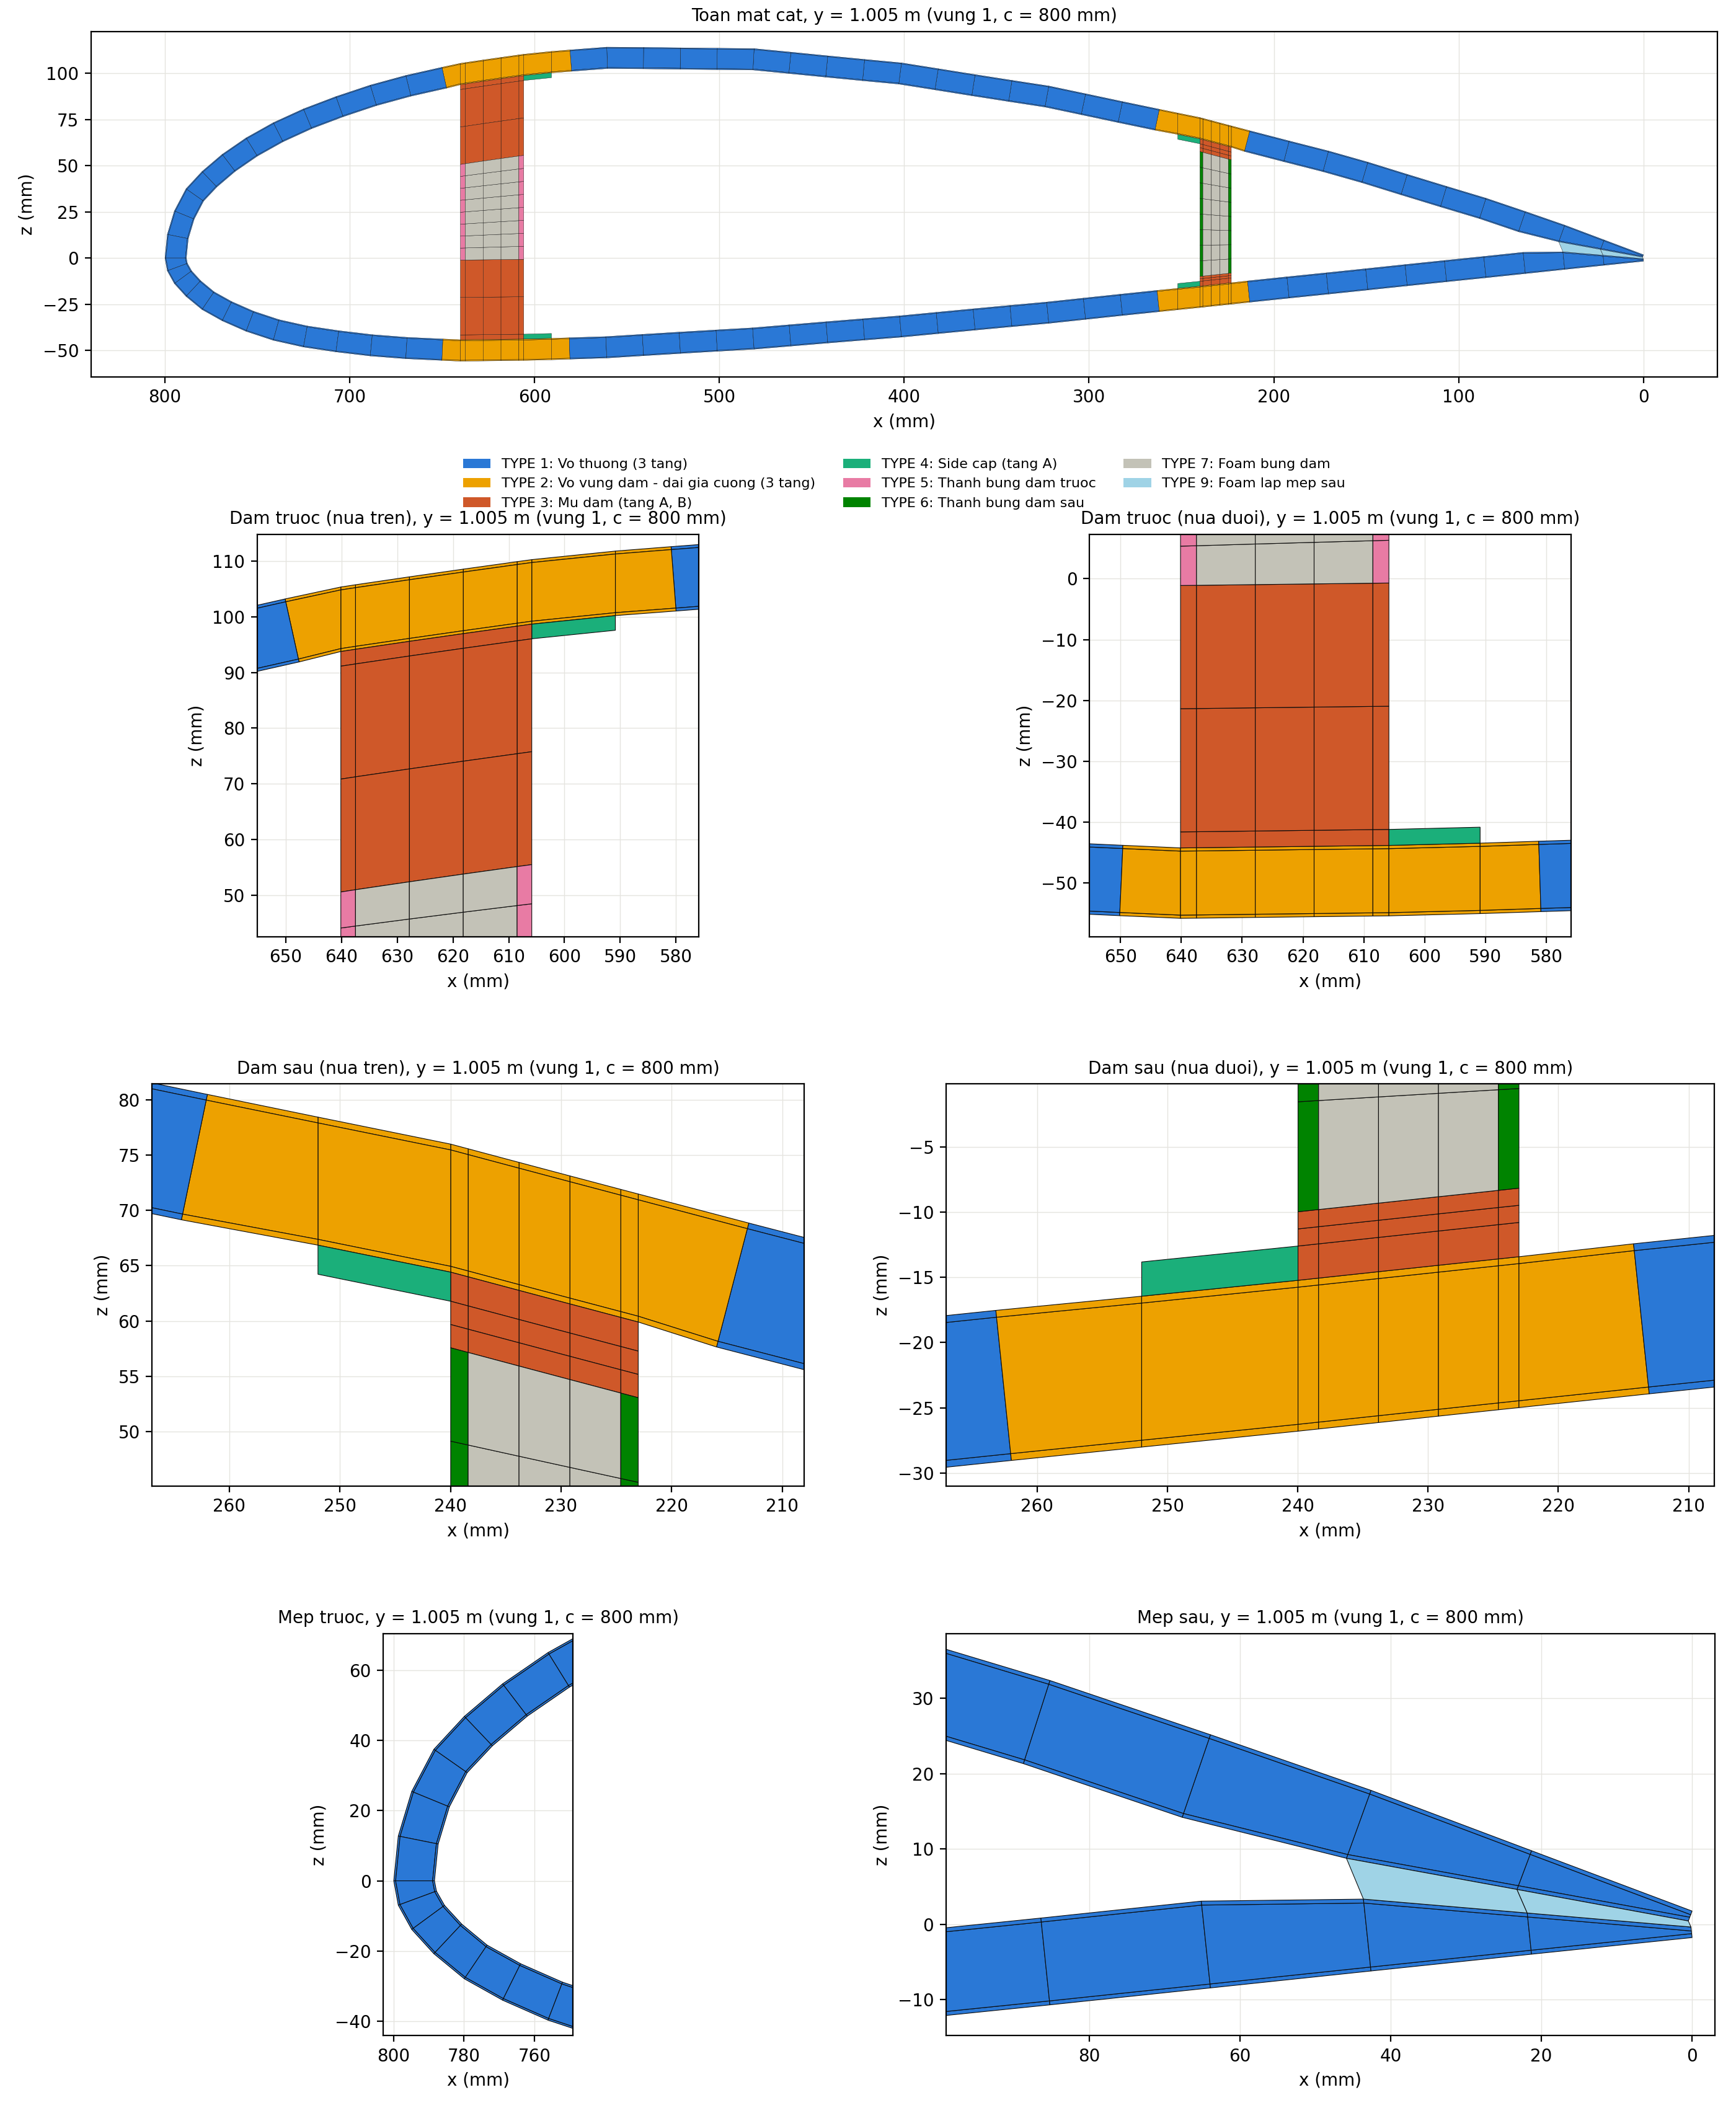 Toan mat cat, y = 1.005 m (vung 1, c = 800 mm)
100
75
50
25
0
−25
−50
z (mm)
800 700 600 500 400 300 200 100 0
x (mm)
TYPE 1: Vo thuong (3 tang)
TYPE 2: Vo vung dam - dai gia cuong (3 tang)
TYPE 3: Mu dam (tang A, B)
TYPE 4: Side cap (tang A)
TYPE 5: Thanh bung dam truoc
TYPE 6: Thanh bung dam sau
TYPE 7: Foam bung dam
TYPE 9: Foam lap mep sau
Dam truoc (nua tren), y = 1.005 m (vung 1, c = 800 mm)
110
100
90
80
70
60
50
z (mm)
650 640 630 620 610 600 590 580
x (mm)
Dam truoc (nua duoi), y = 1.005 m (vung 1, c = 800 mm)
0
−10
−20
−30
−40
−50
z (mm)
650 640 630 620 610 600 590 580
x (mm)
Dam sau (nua tren), y = 1.005 m (vung 1, c = 800 mm)
80
75
70
65
60
55
50
z (mm)
260 250 240 230 220 210
x (mm)
Dam sau (nua duoi), y = 1.005 m (vung 1, c = 800 mm)
−5
−10
−15
−20
−25
−30
z (mm)
260 250 240 230 220 210
x (mm)
Mep truoc, y = 1.005 m (vung 1, c = 800 mm)
60
40
20
0
−20
−40
z (mm)
800 780 760
x (mm)
Mep sau, y = 1.005 m (vung 1, c = 800 mm)
30
20
10
0
−10
z (mm)
80 60 40 20 0
x (mm)